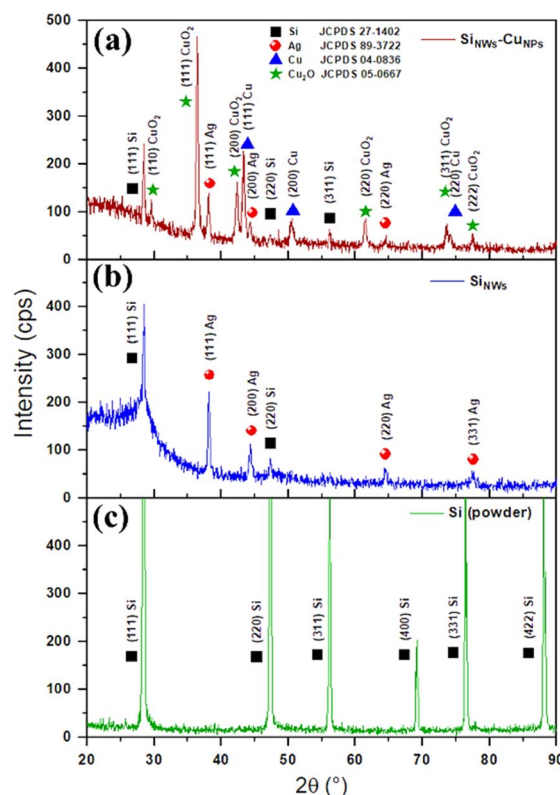 (a)
Si JCPDS 27-1402
Ag JCPDS 89-3722
Cu JCPDS 04-0836
Cu2O JCPDS 05-0667
SiNWs-CuNPs
(111) Si
(110) CuO2
(111) CuO2
(111) Ag
(200) CuO2
(111) Cu
(200) Ag
(220) Si
(200) Cu
(311) Si
(220) CuO2
(220) Ag
(311) CuO2
(220) Cu
(222) CuO2
500
400
300
200
100
0
(b)
SiNWs
(111) Si
(111) Ag
(200) Ag
(220) Si
(220) Ag
(331) Ag
400
300
200
100
0
Intensity (cps)
(c)
Si (powder)
(111) Si
(220) Si
(311) Si
(400) Si
(331) Si
(422) Si
400
300
200
100
0
20 30 40 50 60 70 80 90
2θ (°)